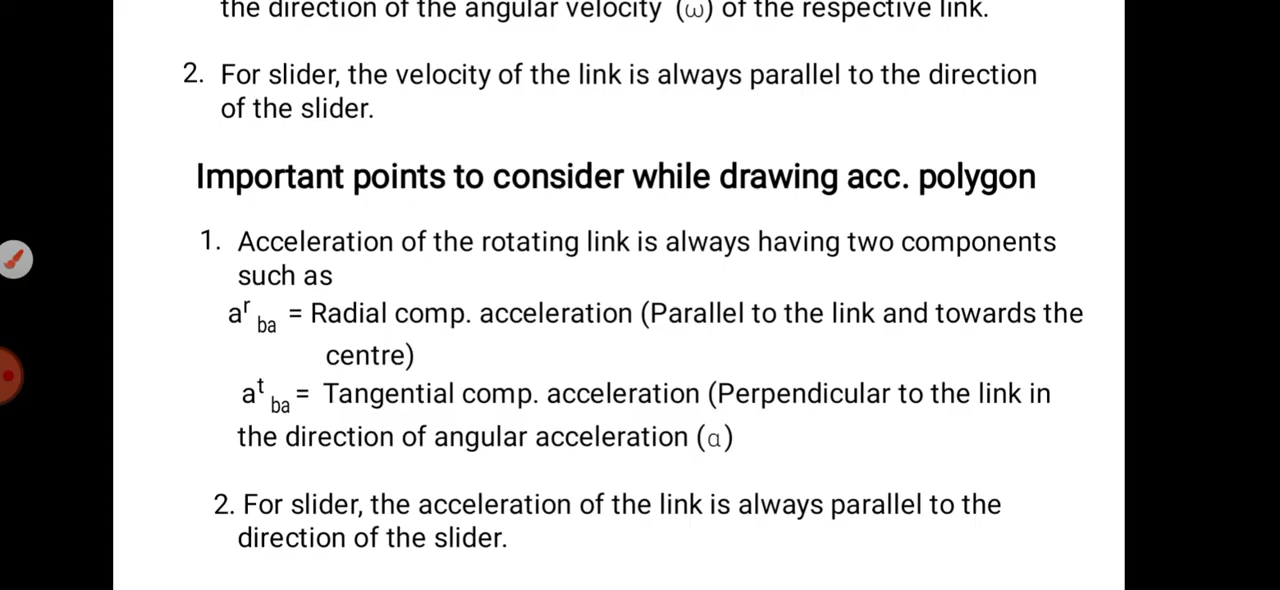 the direction of the angular velocity (ω) of the respective link.
2. For slider, the velocity of the link is always parallel to the direction
of the slider.
Important points to consider while drawing acc. polygon
1. Acceleration of the rotating link is always having two components
such as
aʳ ba = Radial comp. acceleration (Parallel to the link and towards the
centre)
aᵗ ba = Tangential comp. acceleration (Perpendicular to the link in
the direction of angular acceleration (α)
2. For slider, the acceleration of the link is always parallel to the
direction of the slider.